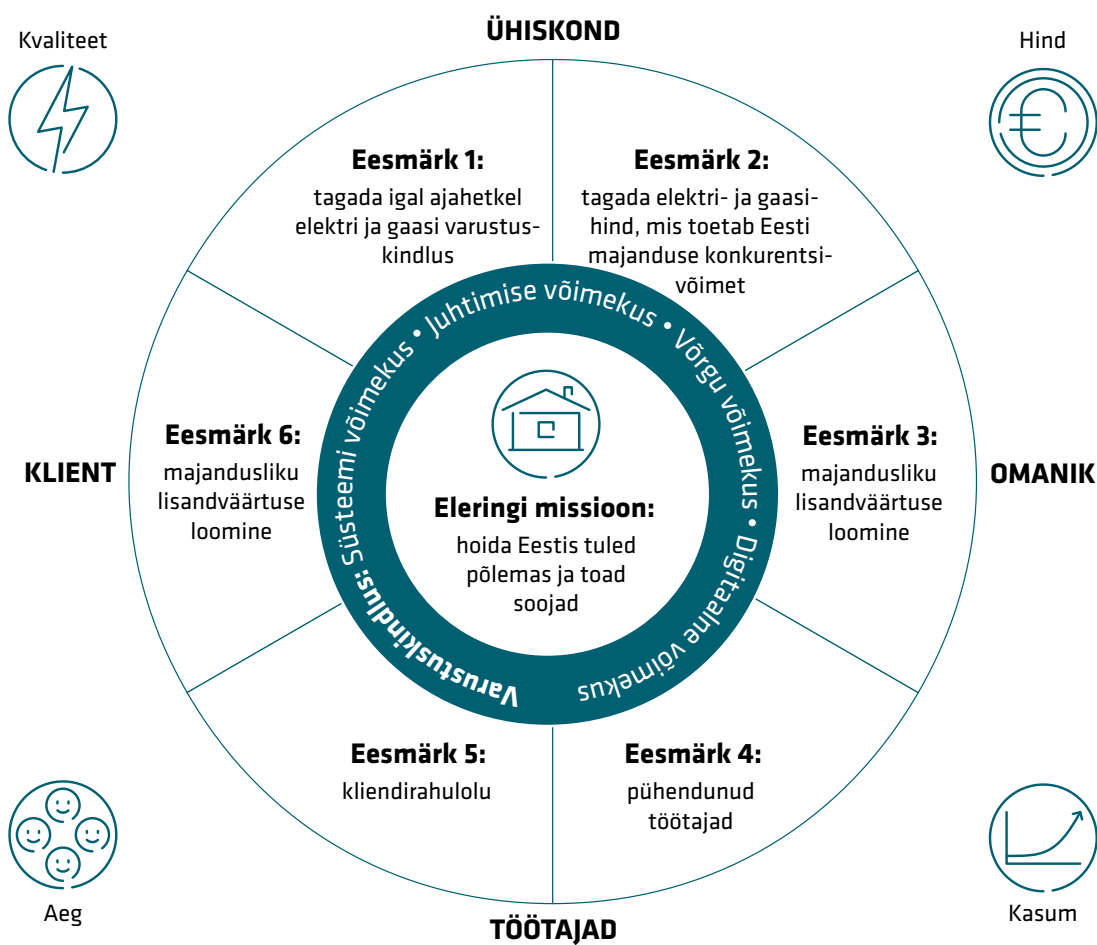 ÜHISKOND
Kvaliteet
Hind
Eesmärk 1:
tagada igal ajahetkel
elektri ja gaasi varustus-
kindlus
Eesmärk 2:
tagada elektri- ja gaasi-
hind, mis toetab Eesti
majanduse konkurentsi-
võimet
Varustuskindlus: Süsteemi võimekus • Juhtimise võimekus • Võrgu võimekus • Digitaalne võimekus
KLIENT
Eesmärk 6:
majandusliku
lisandväärtuse
loomine
Eleringi missioon:
hoida Eestis tuled
põlemas ja toad
soojad
Eesmärk 3:
majandusliku
lisandväärtuse
loomine
OMANIK
Eesmärk 5:
kliendirahulolu
Eesmärk 4:
pühendunud
töötajad
Aeg
Kasum
TÖÖTAJAD